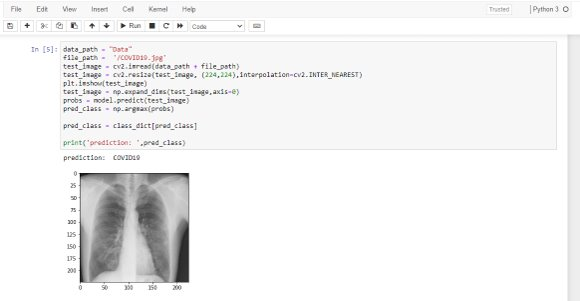 File Edit View Insert Cell Kernel Help Trusted Python 3
Run Code
In [5]: data_path = "Data"
file_path = '/COVID19.jpg'
test_image = cv2.imread(data_path + file_path)
test_image = cv2.resize(test_image, (224,224),interpolation=cv2.INTER_NEAREST)
plt.imshow(test_image)
test_image = np.expand_dims(test_image,axis=0)
probs = model.predict(test_image)
pred_class = np.argmax(probs)
pred_class = class_dict[pred_class]
print('prediction: ',pred_class)
prediction: COVID19
0
25
50
75
100
125
150
175
200
0 50 100 150 200